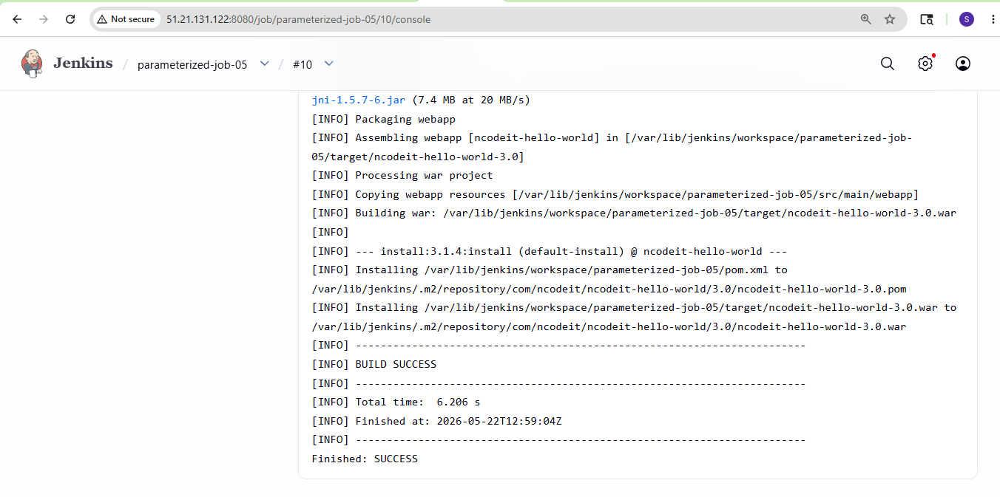 Not secure 51.21.131.122:8080/job/parameterized-job-05/10/console S
Jenkins / parameterized-job-05 / #10
jni-1.5.7-6.jar (7.4 MB at 20 MB/s)
[INFO] Packaging webapp
[INFO] Assembling webapp [ncodeit-hello-world] in [/var/lib/jenkins/workspace/parameterized-job-
05/target/ncodeit-hello-world-3.0]
[INFO] Processing war project
[INFO] Copying webapp resources [/var/lib/jenkins/workspace/parameterized-job-05/src/main/webapp]
[INFO] Building war: /var/lib/jenkins/workspace/parameterized-job-05/target/ncodeit-hello-world-3.0.war
[INFO]
[INFO] --- install:3.1.4:install (default-install) @ ncodeit-hello-world ---
[INFO] Installing /var/lib/jenkins/workspace/parameterized-job-05/pom.xml to
/var/lib/jenkins/.m2/repository/com/ncodeit/ncodeit-hello-world/3.0/ncodeit-hello-world-3.0.pom
[INFO] Installing /var/lib/jenkins/workspace/parameterized-job-05/target/ncodeit-hello-world-3.0.war to
/var/lib/jenkins/.m2/repository/com/ncodeit/ncodeit-hello-world/3.0/ncodeit-hello-world-3.0.war
[INFO] ------------------------------------------------------------------------
[INFO] BUILD SUCCESS
[INFO] ------------------------------------------------------------------------
[INFO] Total time:  6.206 s
[INFO] Finished at: 2026-05-22T12:59:04Z
[INFO] ------------------------------------------------------------------------
Finished: SUCCESS